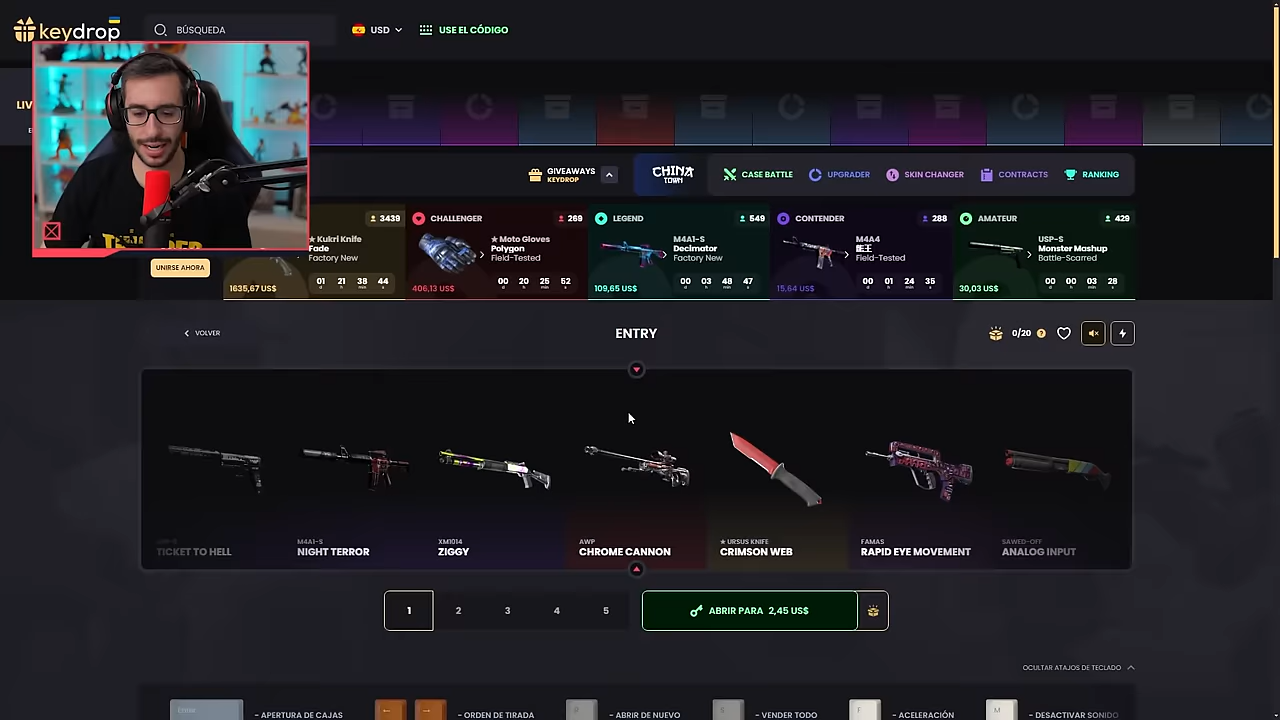 keydrop
BÚSQUEDA
USD
USE EL CÓDIGO
LIV
E
GIVEAWAYS
KEYDROP
CHINA
TOWN
CASE BATTLE
UPGRADER
SKIN CHANGER
CONTRACTS
RANKING
UNIRSE AHORA
3439
★ Kukri Knife
Fade
Factory New
1635,67 US$
01 21 38 44
CHALLENGER
269
★ Moto Gloves
Polygon
Field-Tested
406,13 US$
00 20 25 52
LEGEND
549
M4A1-S
Decimator
Factory New
109,65 US$
00 03 48 47
CONTENDER
288
M4A4
Field-Tested
15,64 US$
00 01 24 35
AMATEUR
429
USP-S
Monster Mashup
Battle-Scarred
30,03 US$
00 00 03 28
VOLVER
ENTRY
0/20
?
USP-S
TICKET TO HELL
M4A1-S
NIGHT TERROR
XM1014
ZIGGY
AWP
CHROME CANNON
★ URSUS KNIFE
CRIMSON WEB
FAMAS
RAPID EYE MOVEMENT
SAWED-OFF
ANALOG INPUT
1 2 3 4 5
ABRIR PARA 2,45 US$
OCULTAR ATAJOS DE TECLADO
- APERTURA DE CAJAS
- ORDEN DE TIRADA
- ABRIR DE NUEVO
S
- VENDER TODO
F
- ACELERACIÓN
M
- DESACTIVAR SONIDO